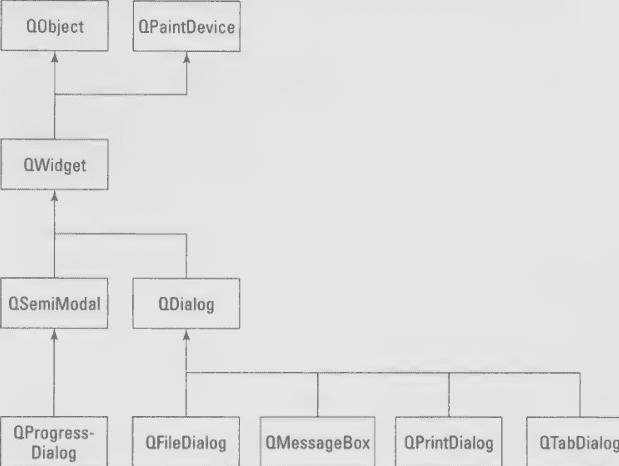 QObject
QPaintDevice
QWidget
QSemiModal
QDialog
QProgress-
Dialog
QFileDialog
QMessageBox
QPrintDialog
QTabDialog